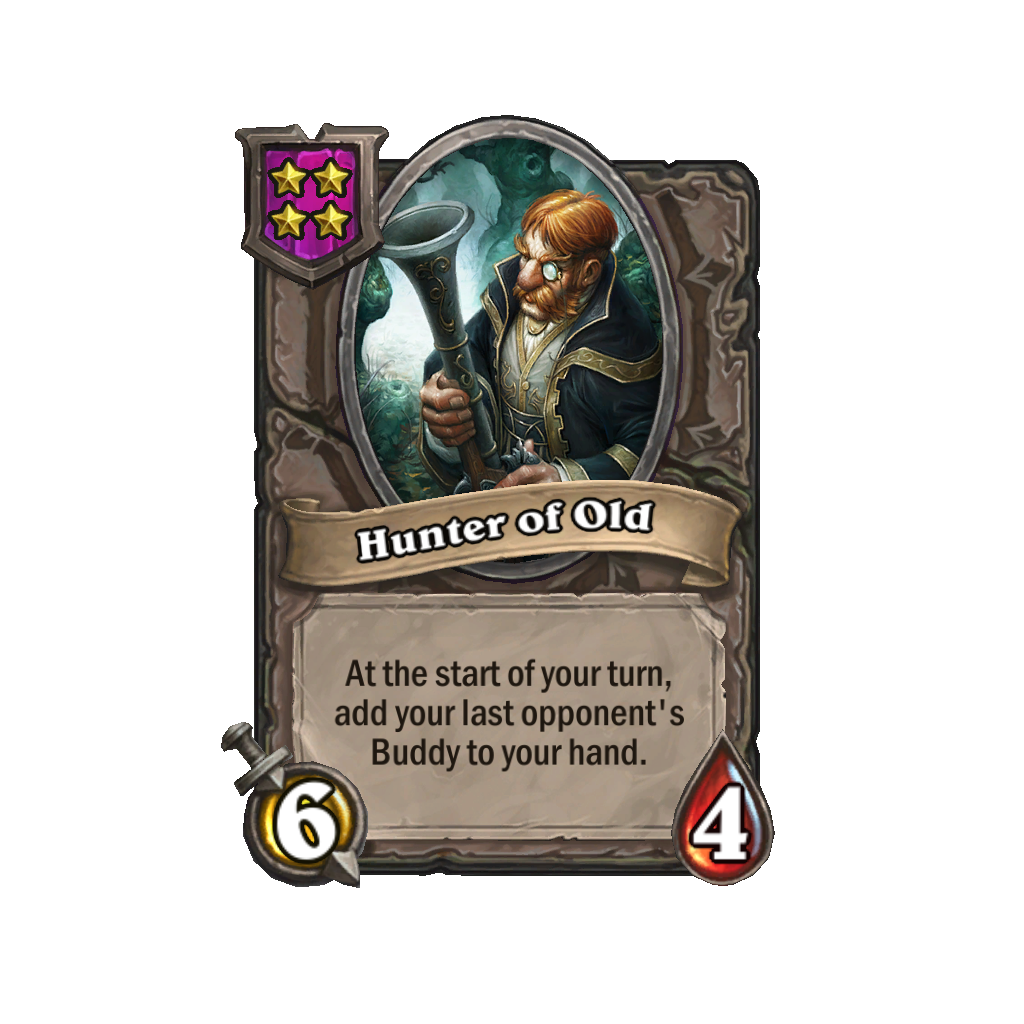 Hunter of Old
At the start of your turn,
add your last opponent's
Buddy to your hand.
6
4